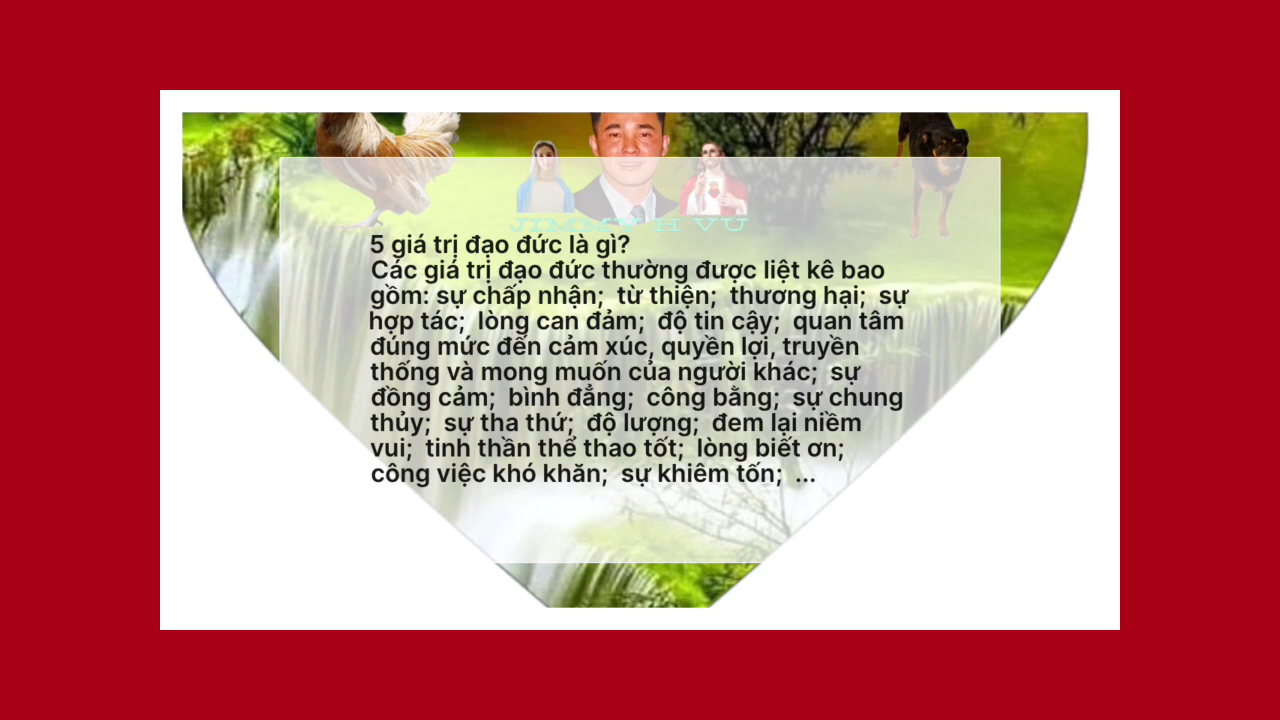 JIMMY H VU
5 giá trị đạo đức là gì?
Các giá trị đạo đức thường được liệt kê bao
gồm: sự chấp nhận;  từ thiện;  thương hại;  sự
hợp tác;  lòng can đảm;  độ tin cậy;  quan tâm
đúng mức đến cảm xúc, quyền lợi, truyền
thống và mong muốn của người khác;  sự
đồng cảm;  bình đẳng;  công bằng;  sự chung
thủy;  sự tha thứ;  độ lượng;  đem lại niềm
vui;  tinh thần thể thao tốt;  lòng biết ơn;
công việc khó khăn;  sự khiêm tốn;  ...